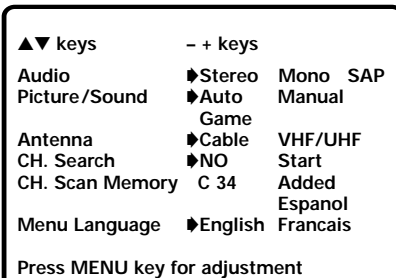 ▲▼ keys – + keys
Audio ➧Stereo Mono SAP
Picture/Sound ➧Auto Manual
Game
Antenna ➧Cable VHF/UHF
CH. Search ➧NO Start
CH. Scan Memory C 34 Added
Espanol
Menu Language ➧English Francais
Press MENU key for adjustment